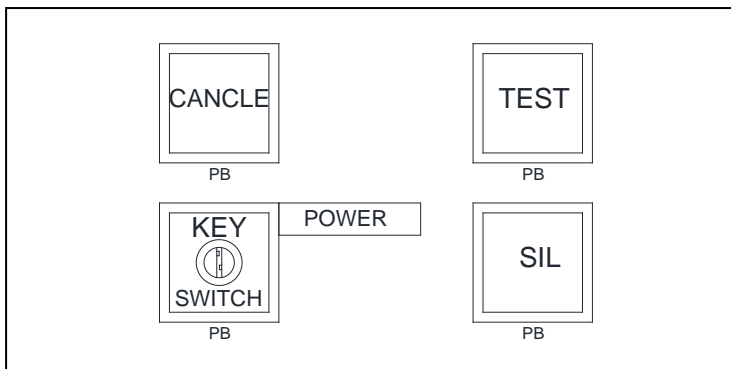 CANCLE
PB
TEST
PB
KEY
SWITCH
PB
POWER
SIL
PB